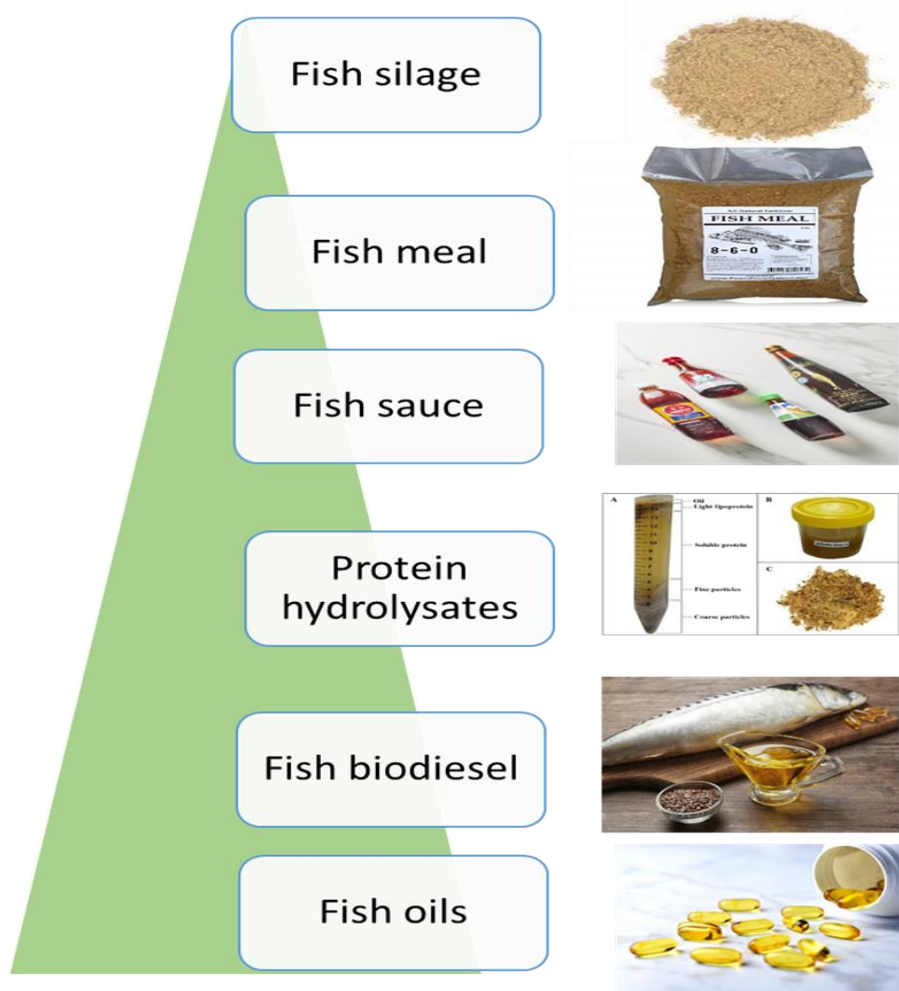 Fish silage
Fish meal
FISH MEAL
8-6-0
Fish sauce
Protein
hydrolysates
A
Oil
Light lipoprotein
Soluble protein
Fine particles
Coarse particles
B
C
Fish biodiesel
Fish oils